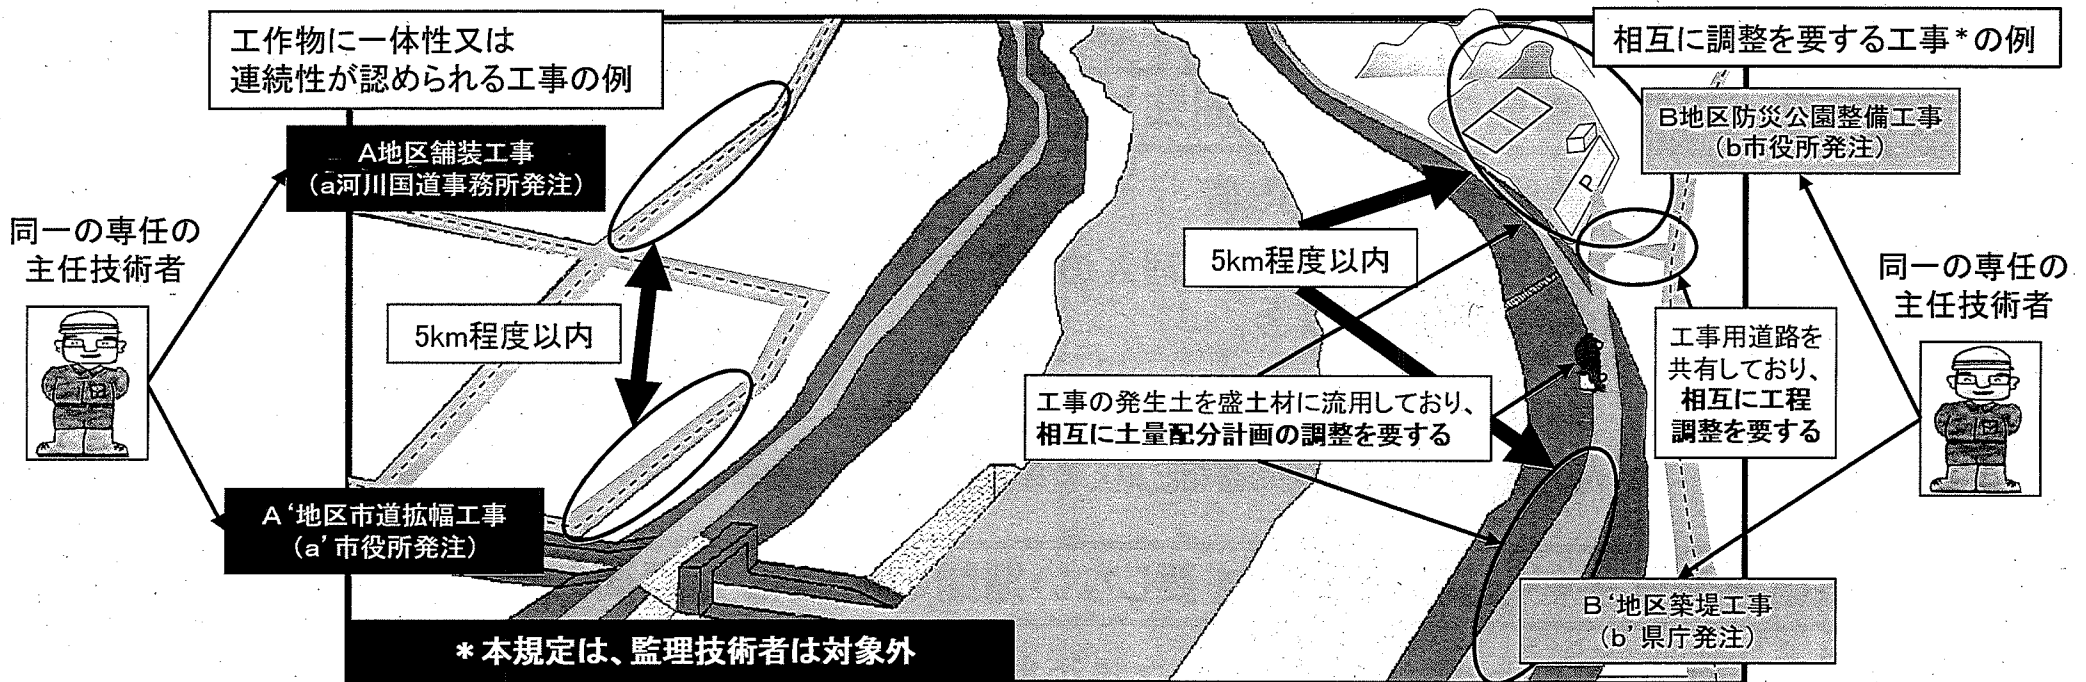 工作物に一体性又は
連続性が認められる工事の例
相互に調整を要する工事*の例
A地区舗装工事
(a河川国道事務所発注)
B地区防災公園整備工事
(b市役所発注)
同一の専任の
主任技術者
5km程度以内
P
5km程度以内
同一の専任の
主任技術者
工事用道路を
共有しており、
相互に工程
調整を要する
工事の発生土を盛土材に流用しており、
相互に土量配分計画の調整を要する
A‘地区市道拡幅工事
(a’市役所発注)
B‘地区築堤工事
(b’県庁発注)
*本規定は、監理技術者は対象外